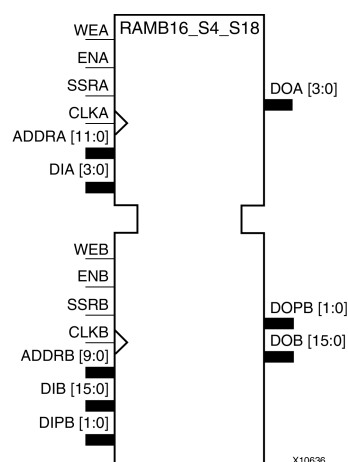 RAMB16_S4_S18
WEA
ENA
SSRA
CLKA
ADDRA [11:0]
DIA [3:0]
DOA [3:0]
WEB
ENB
SSRB
CLKB
ADDRB [9:0]
DIB [15:0]
DIPB [1:0]
DOPB [1:0]
DOB [15:0]
X10636